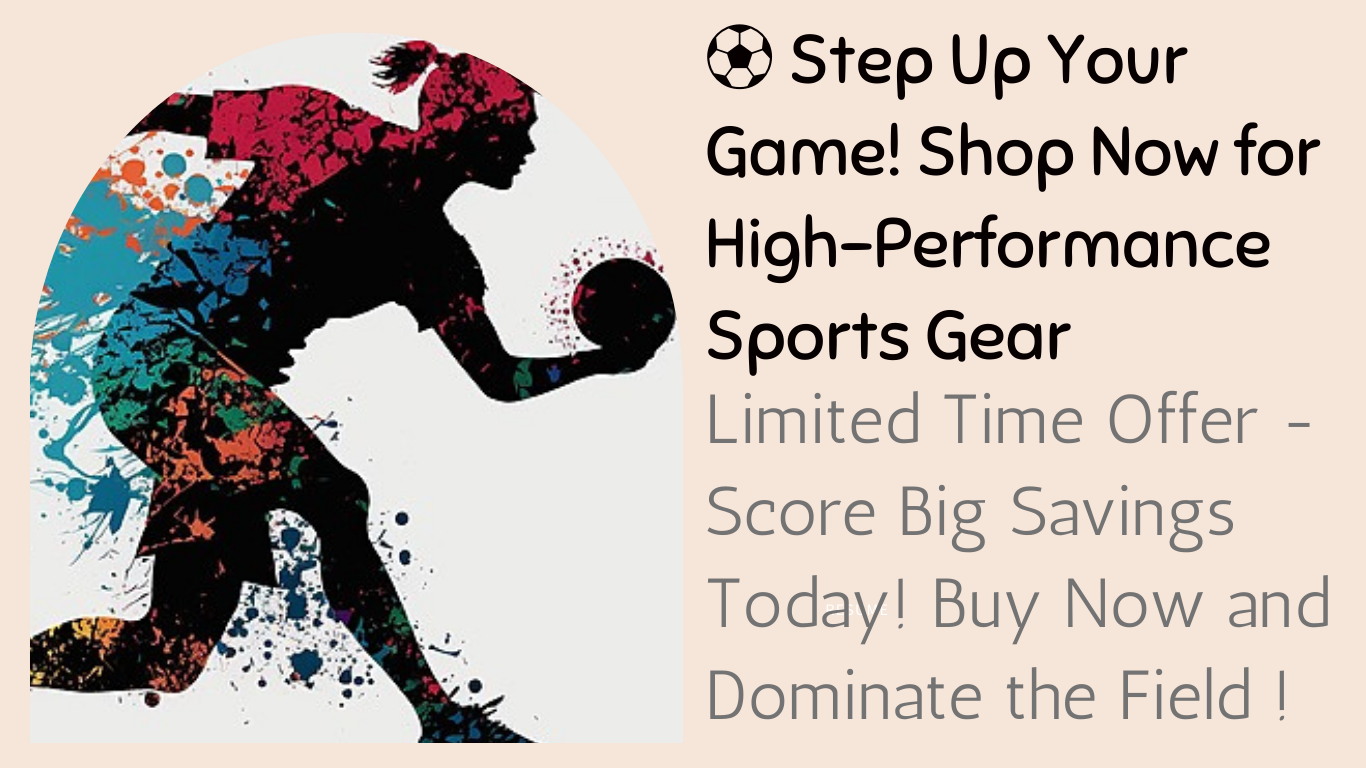 ⚽ Step Up Your
Game! Shop Now for
High-Performance
Sports Gear
Limited Time Offer -
Score Big Savings
Today! Buy Now and
Dominate the Field !